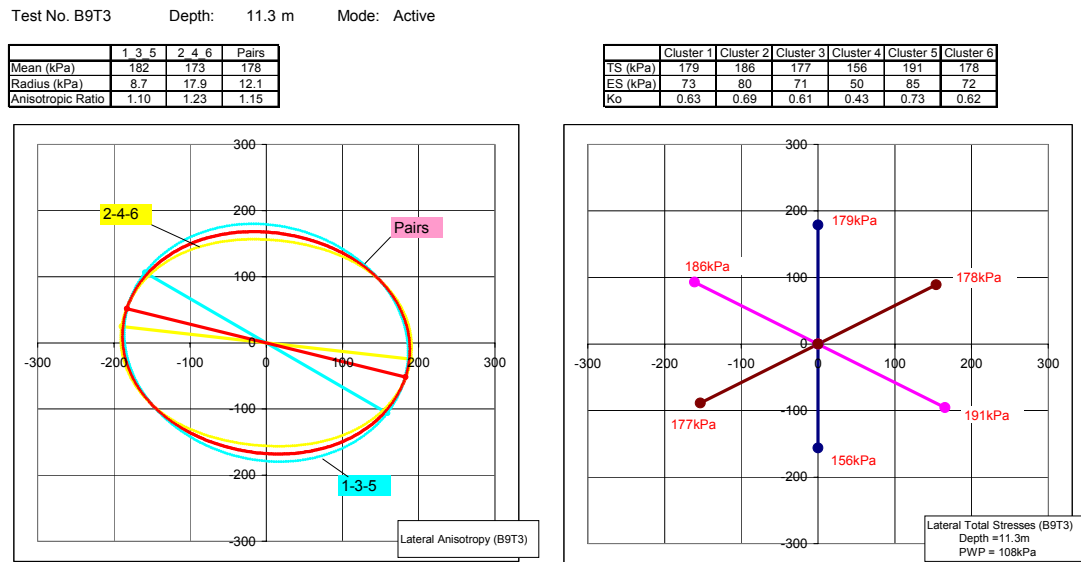 Test No. B9T3 Depth: 11.3 m Mode: Active
1_3_5 2_4_6 Pairs
Mean (kPa) 182 173 178
Radius (kPa) 8.7 17.9 12.1
Anisotropic Ratio 1.10 1.23 1.15
Cluster 1 Cluster 2 Cluster 3 Cluster 4 Cluster 5 Cluster 6
TS (kPa) 179 186 177 156 191 178
ES (kPa) 73 80 71 50 85 72
Ko 0.63 0.69 0.61 0.43 0.73 0.62
300
200
2-4-6
Pairs
100
0
-300 -200 -100 0 100 200 300
-100
-200
1-3-5
-300
Lateral Anisotropy (B9T3)
300
200
179kPa
186kPa
178kPa
100
0
-300 -200 -100 0 100 200 300
-100
177kPa
191kPa
156kPa
-200
-300
Lateral Total Stresses (B9T3)
Depth =11.3m
PWP = 108kPa